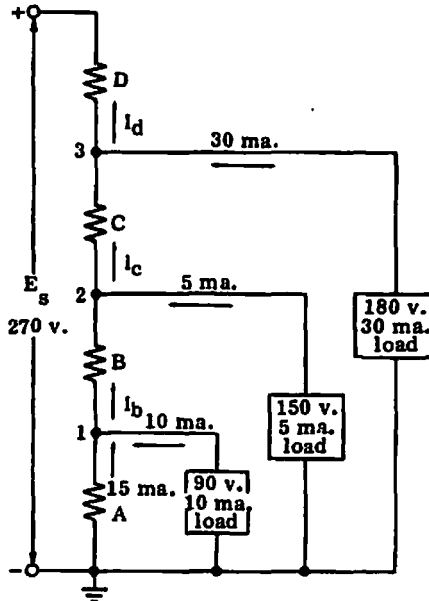 +
D
I_d
3
30 ma.
C
I_c
E_s
270 v.
2
5 ma.
180 v.
30 ma.
load
B
I_b
150 v.
5 ma.
load
1
10 ma.
15 ma.
90 v.
10 ma.
load
A
-